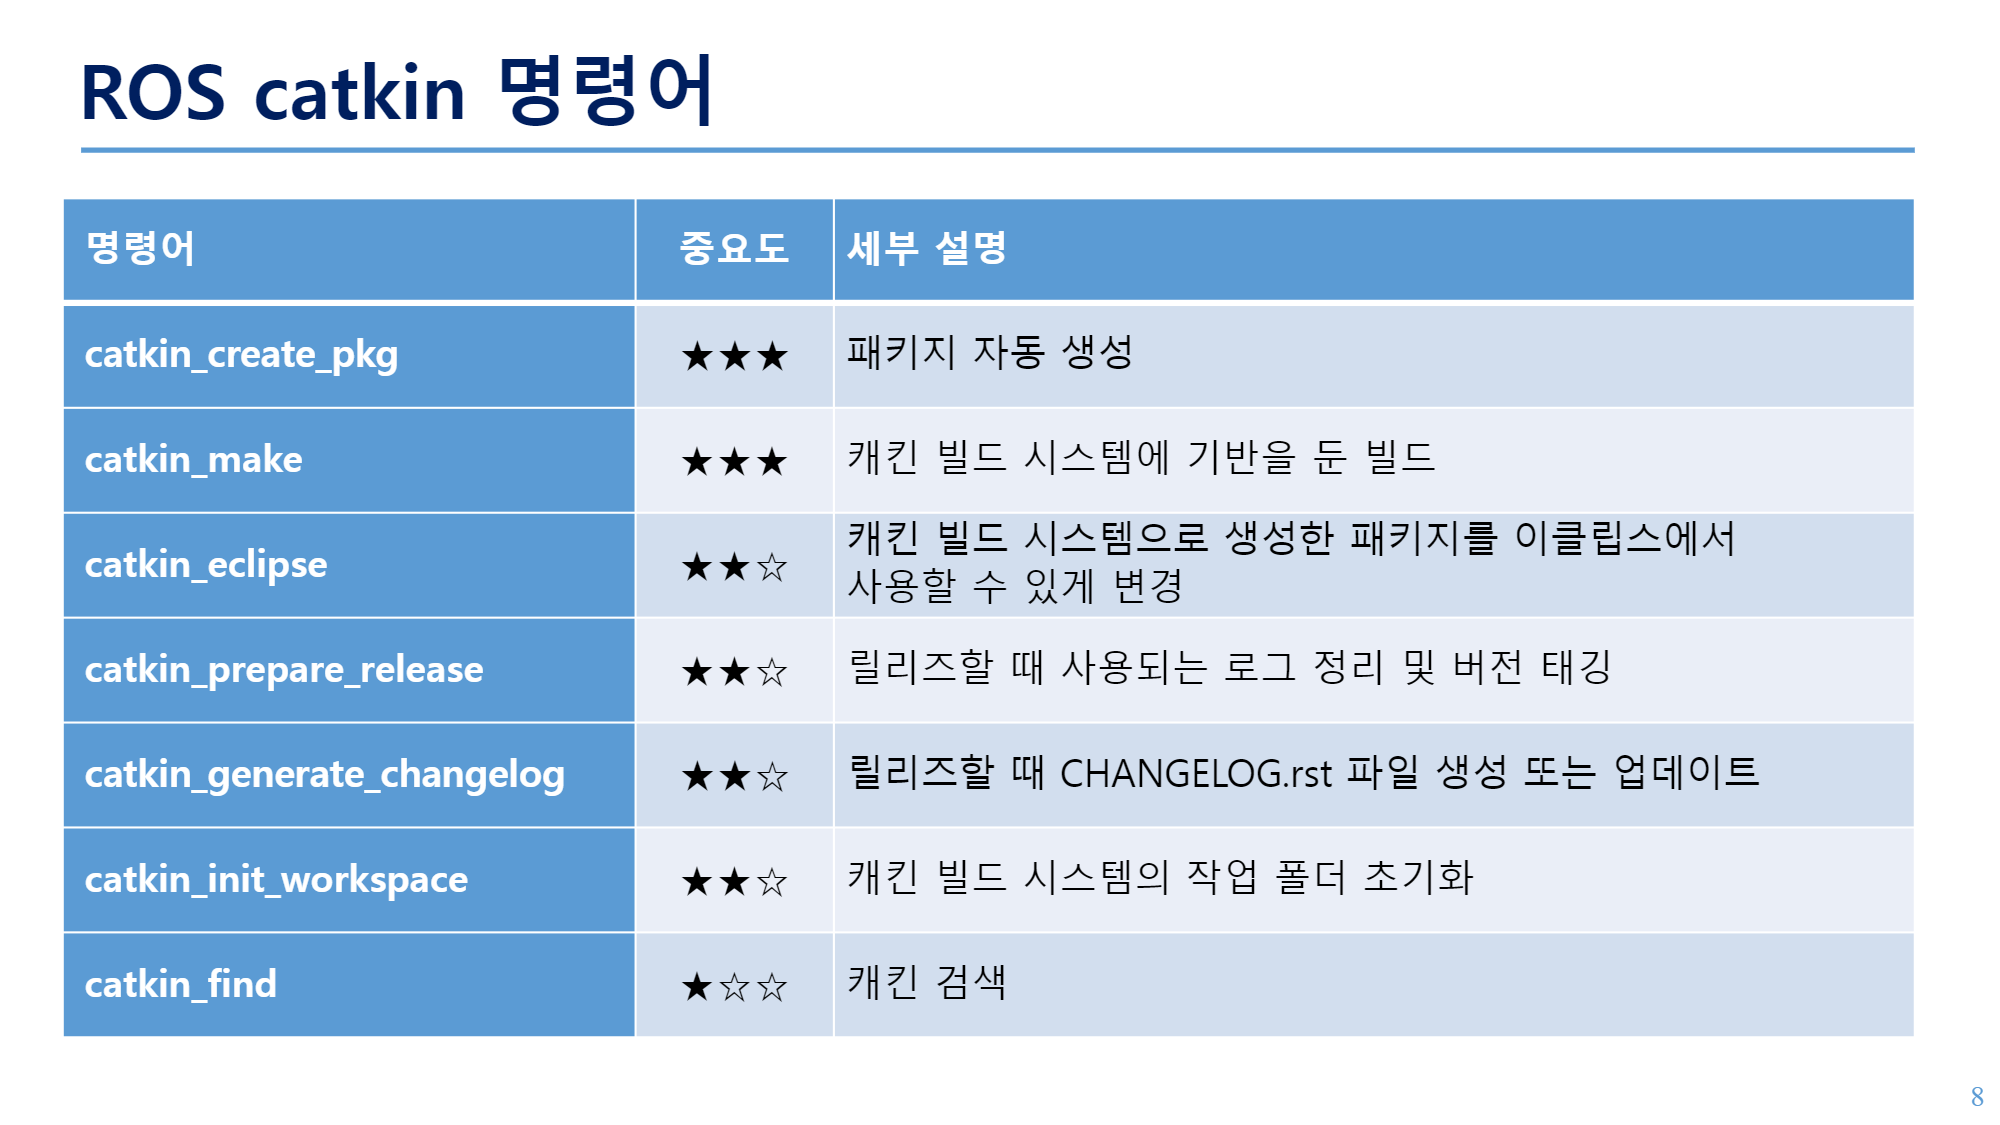 ROS catkin 명령어
명령어 중요도 세부 설명
catkin_create_pkg ★★★ 패키지 자동 생성
catkin_make ★★★ 캐킨 빌드 시스템에 기반을 둔 빌드
catkin_eclipse ★★☆ 캐킨 빌드 시스템으로 생성한 패키지를 이클립스에서
사용할 수 있게 변경
catkin_prepare_release ★★☆ 릴리즈할 때 사용되는 로그 정리 및 버전 태깅
catkin_generate_changelog ★★☆ 릴리즈할 때 CHANGELOG.rst 파일 생성 또는 업데이트
catkin_init_workspace ★★☆ 캐킨 빌드 시스템의 작업 폴더 초기화
catkin_find ★☆☆ 캐킨 검색
8